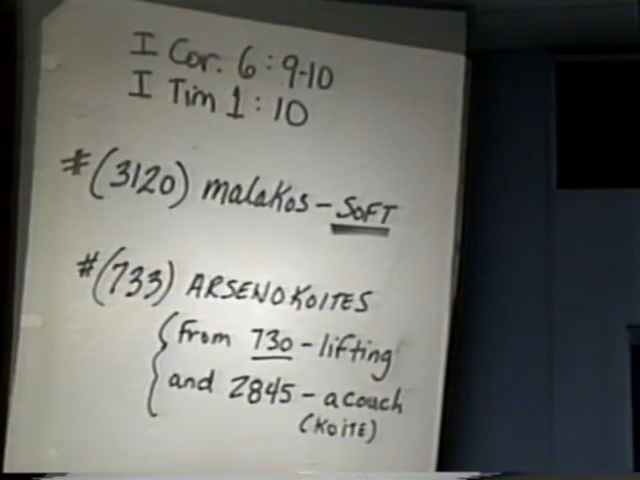 I Cor. 6:9-10
I Tim 1:10
#(3120) malakos - SOFT
#(733) ARSENOKOITES
from 730 - lifting
and 2845 - a couch
(KOITE)